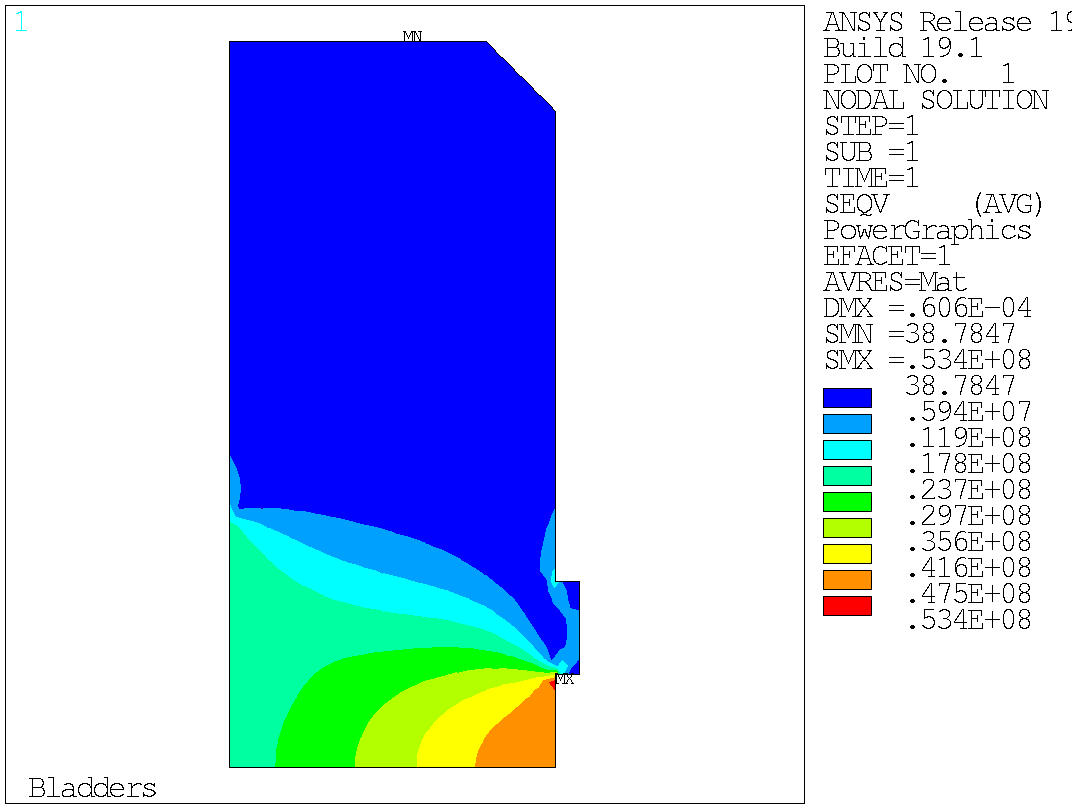 1
MN
MX
Bladders
ANSYS Release 19
Build 19.1
PLOT NO. 1
NODAL SOLUTION
STEP=1
SUB =1
TIME=1
SEQV (AVG)
PowerGraphics
EFACET=1
AVRES=Mat
DMX =.606E-04
SMN =38.7847
SMX =.534E+08
38.7847
.594E+07
.119E+08
.178E+08
.237E+08
.297E+08
.356E+08
.416E+08
.475E+08
.534E+08